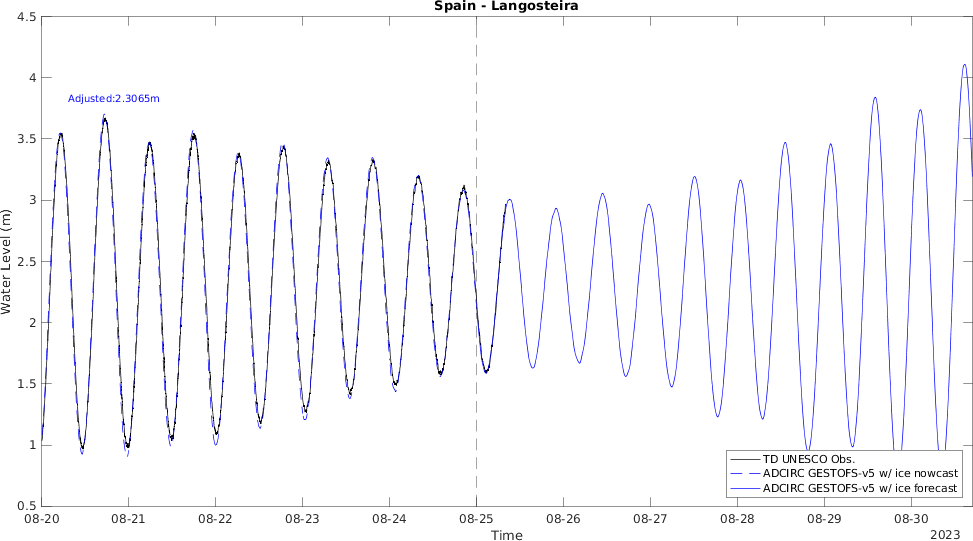 Spain - Langosteira
4.5
4
3.5
3
2.5
2
1.5
1
0.5
Water Level (m)
Adjusted:2.3065m
TD UNESCO Obs.
ADCIRC GESTOFS-v5 w/ ice nowcast
ADCIRC GESTOFS-v5 w/ ice forecast
08-20 08-21 08-22 08-23 08-24 08-25 08-26 08-27 08-28 08-29 08-30
Time
2023